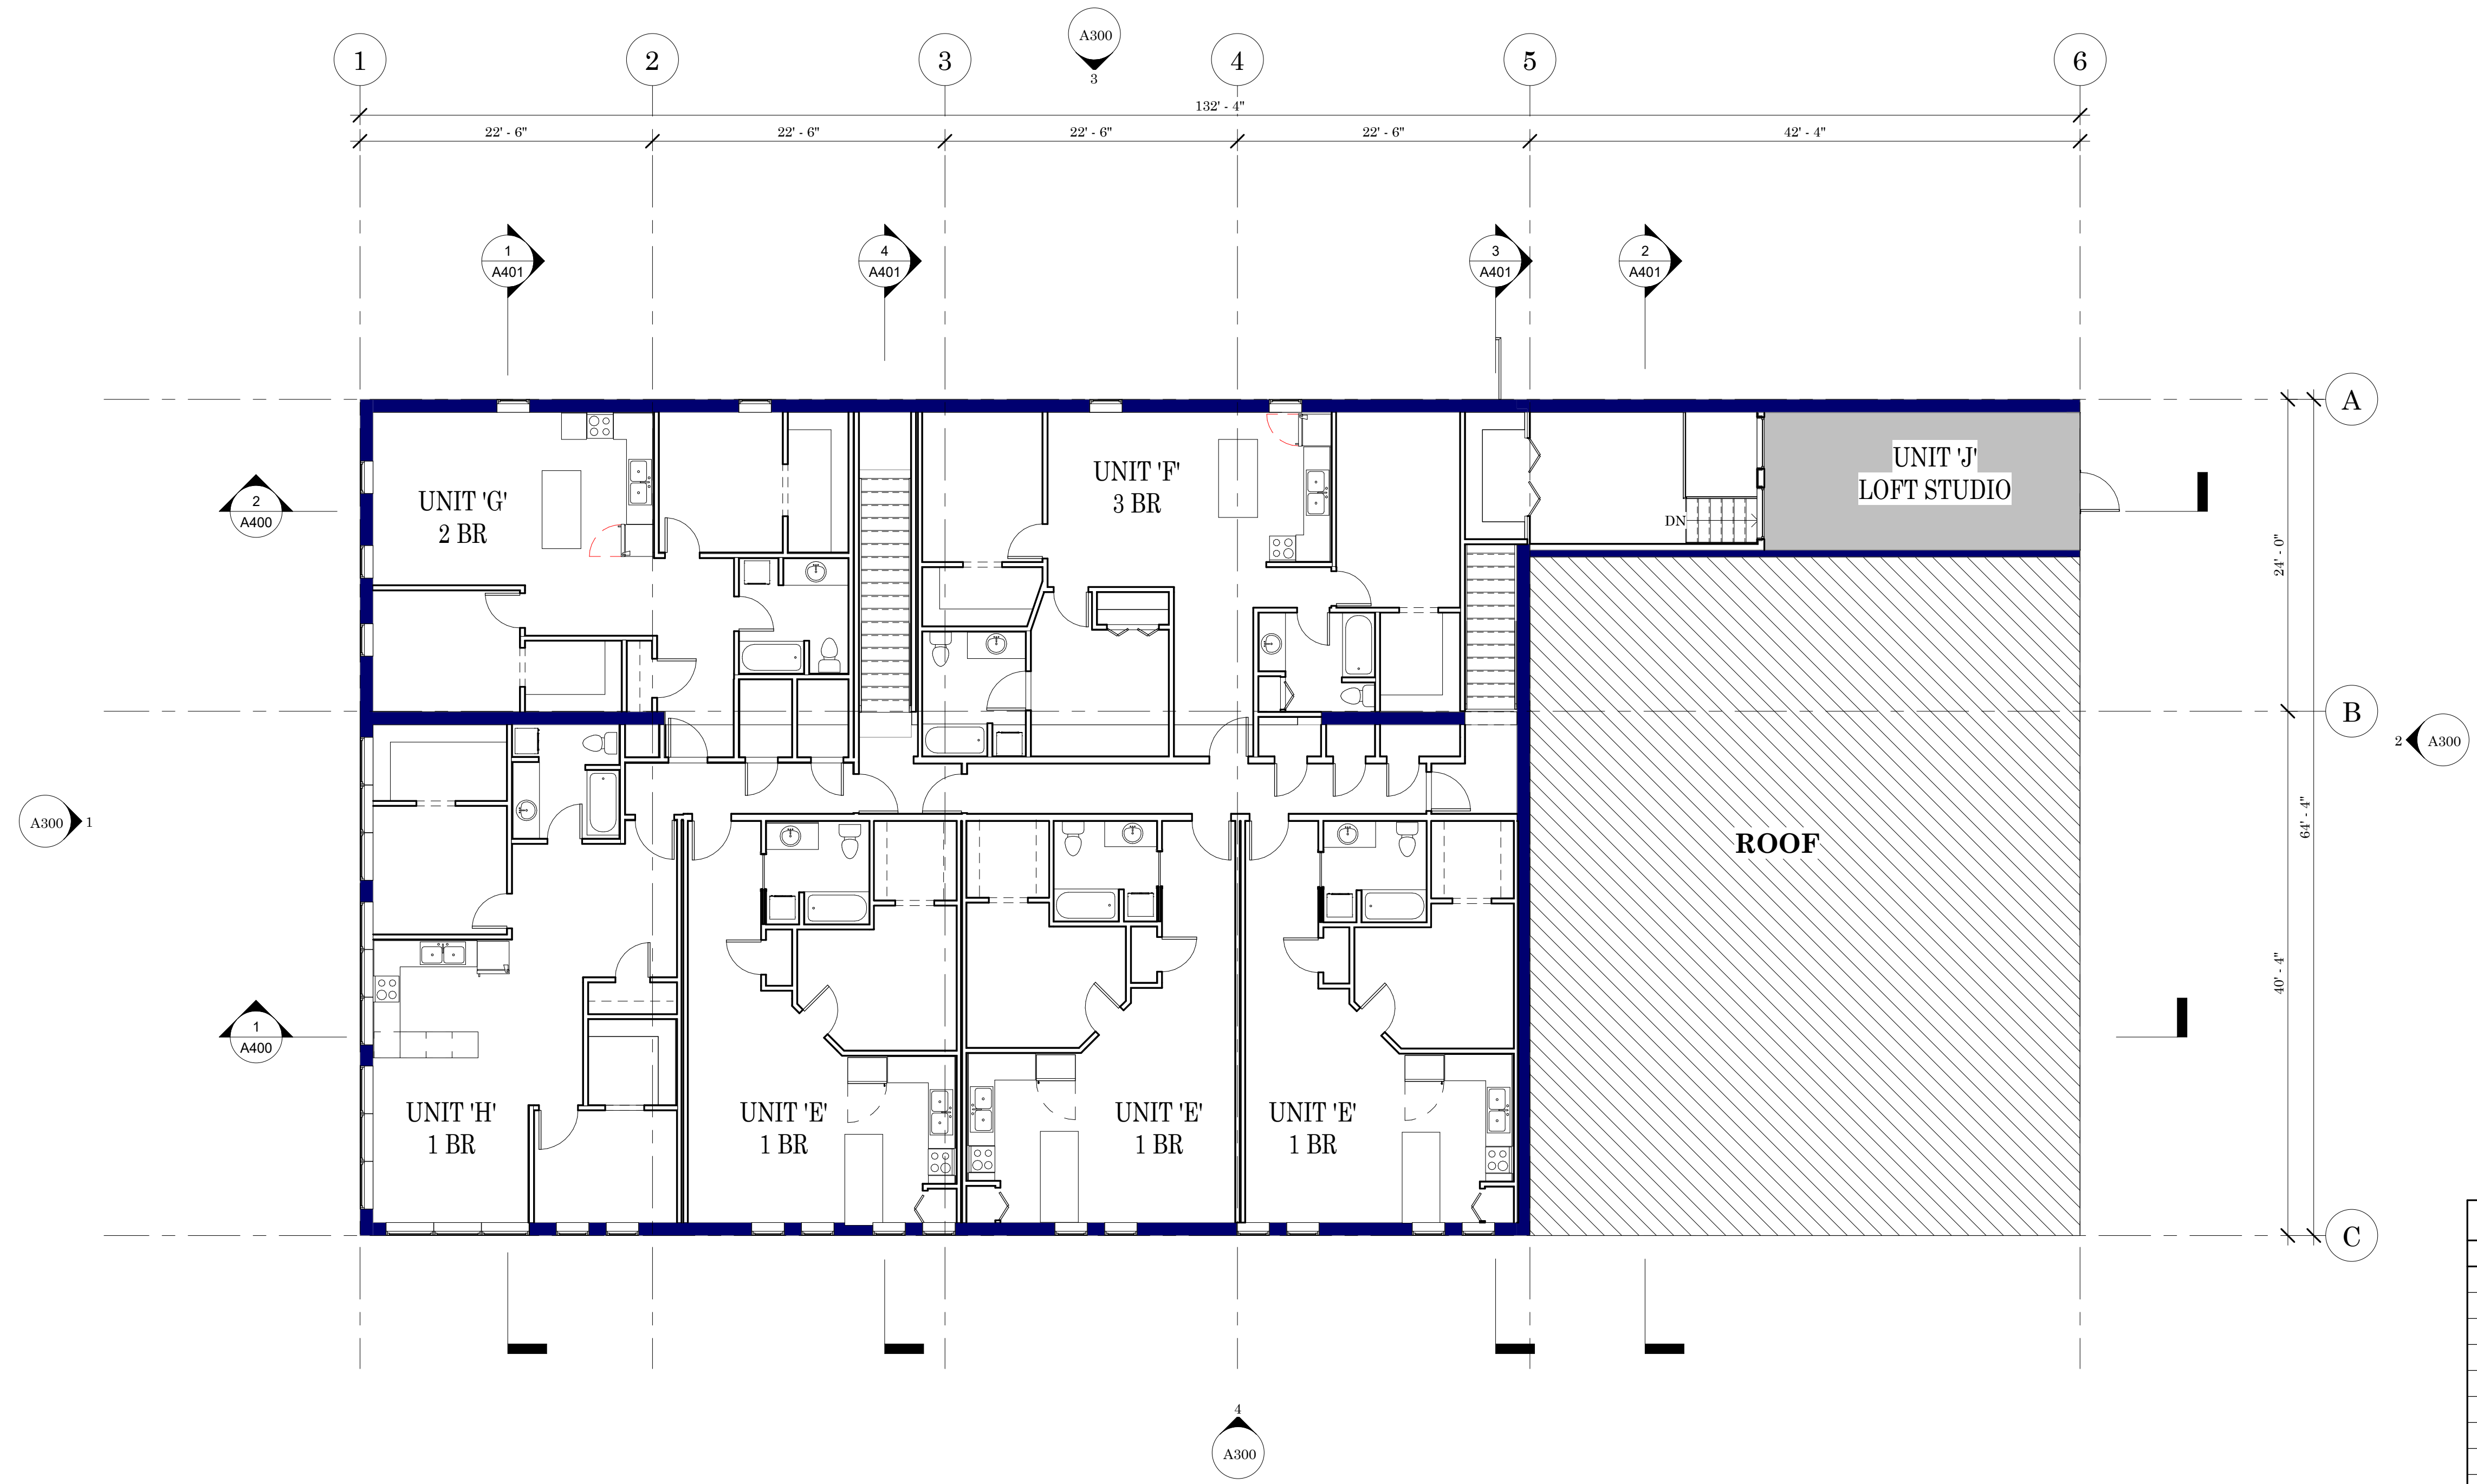 A300
3
1
2
3
4
5
6
132' - 4"
22' - 6"
22' - 6"
22' - 6"
22' - 6"
42' - 4"
1
A401
4
A401
3
A401
2
A401
A
UNIT 'G'
2 BR
UNIT 'F'
3 BR
UNIT 'J'
LOFT STUDIO
DN
2
A400
24' - 0"
B
2
A300
A300
1
ROOF
64' - 4"
40' - 4"
1
A400
UNIT 'H'
1 BR
UNIT 'E'
1 BR
UNIT 'E'
1 BR
UNIT 'E'
1 BR
C
4
A300